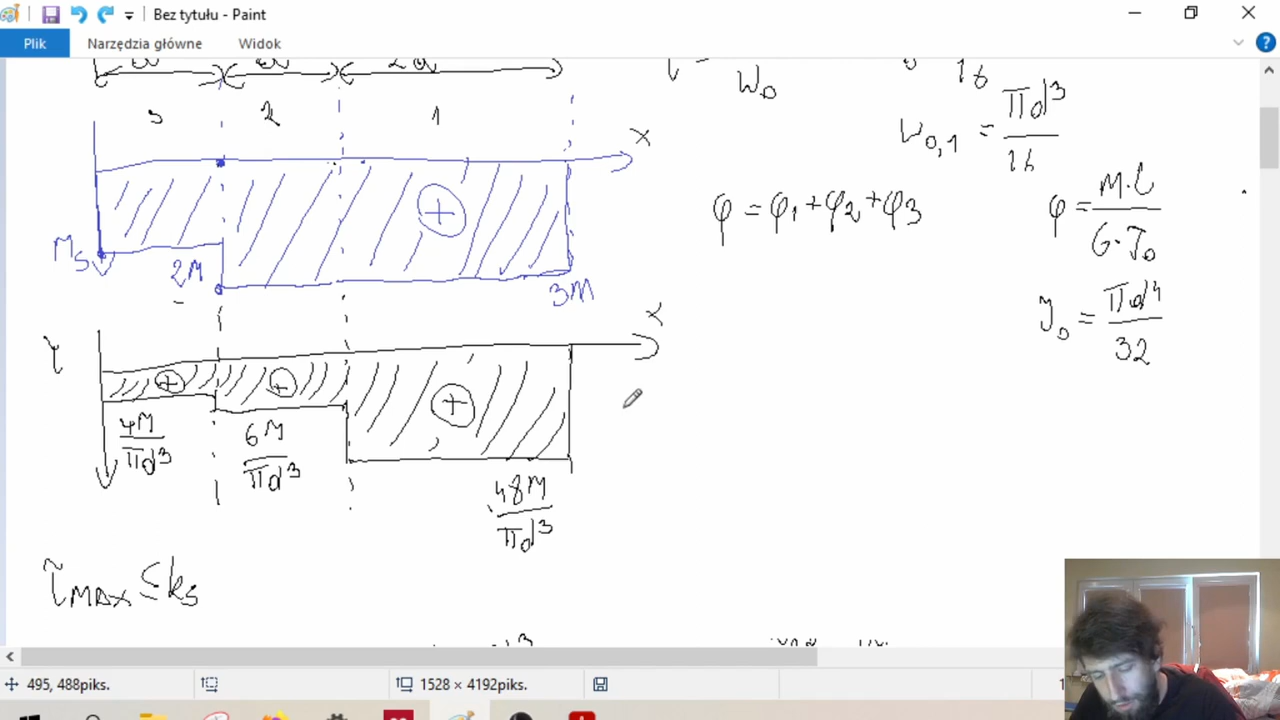 Bez tytułu - Paint
Plik Narzędzia główne Widok
2a
3 2 1
W₀
16
W₀,₁ = πd³/16
X
φ = φ₁ + φ₂ + φ₃
φ = M·l / G·J₀
Ms
2M
3M
J₀ = πd⁴/32
X
τ
4M/πd³
6M/πd³
48M/πd³
τMAX ≤ ks
495, 488piks.
1528 × 4192piks.